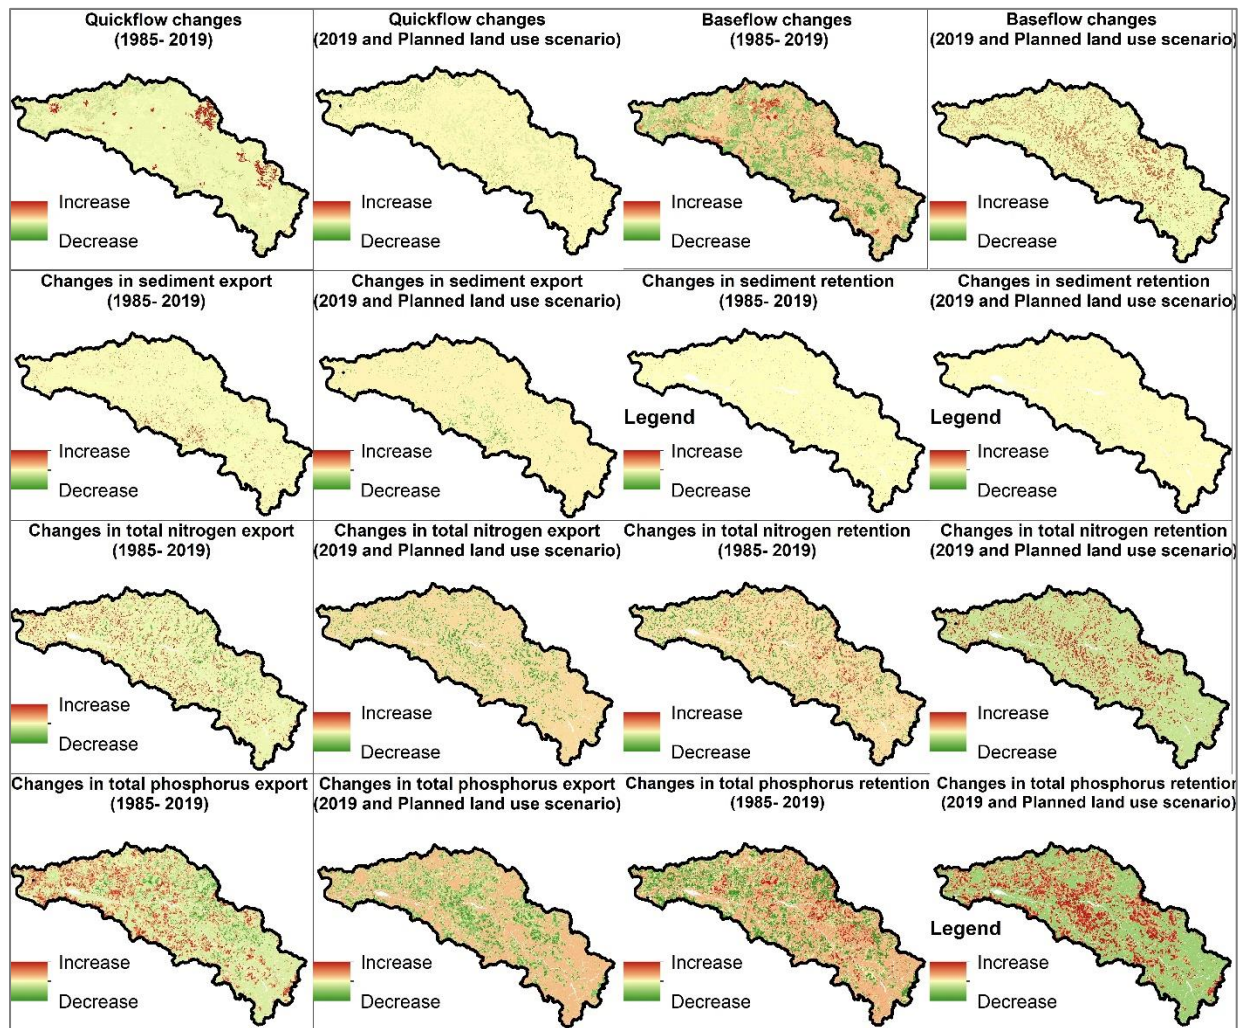 Quickflow changes
(1985- 2019)
Increase
Decrease
Quickflow changes
(2019 and Planned land use scenario)
Increase
Decrease
Baseflow changes
(1985- 2019)
Increase
Decrease
Baseflow changes
(2019 and Planned land use scenario)
Increase
Decrease
Changes in sediment export
(1985- 2019)
Increase
Decrease
Changes in sediment export
(2019 and Planned land use scenario)
Increase
Decrease
Changes in sediment retention
(1985- 2019)
Legend
Increase
Decrease
Changes in sediment retention
(2019 and Planned land use scenario)
Legend
Increase
Decrease
Changes in total nitrogen export
(1985- 2019)
Increase
Decrease
Changes in total nitrogen export
(2019 and Planned land use scenario)
Increase
Decrease
Changes in total nitrogen retention
(1985- 2019)
Increase
Decrease
Changes in total nitrogen retention
(2019 and Planned land use scenario)
Increase
Decrease
Changes in total phosphorus export
(1985- 2019)
Increase
Decrease
Changes in total phosphorus export
(2019 and Planned land use scenario)
Increase
Decrease
Changes in total phosphorus retention
(1985- 2019)
Increase
Decrease
Changes in total phosphorus retention
(2019 and Planned land use scenario)
Legend
Increase
Decrease